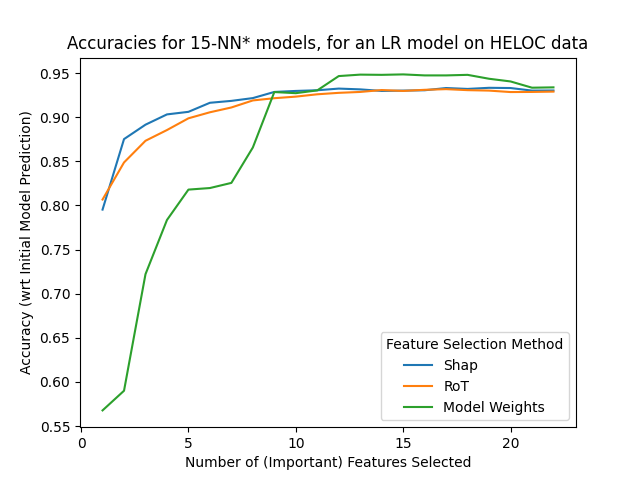 Accuracies for 15-NN* models, for an LR model on HELOC data
Accuracy (wrt Initial Model Prediction)
0.95
0.90
0.85
0.80
0.75
0.70
0.65
0.60
0.55
Feature Selection Method
Shap
RoT
Model Weights
0
5
10
15
20
Number of (Important) Features Selected